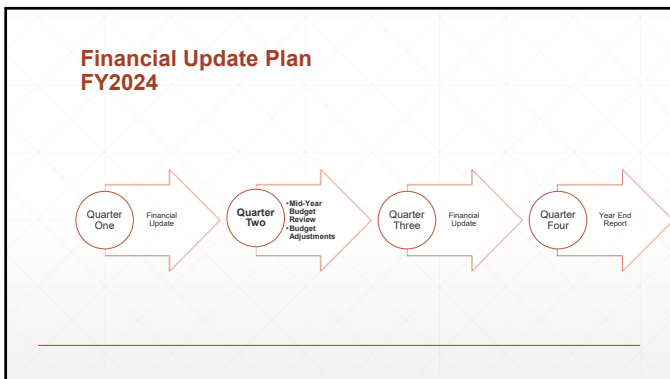 Financial Update Plan
FY2024
Quarter
One
Financial
Update
Quarter
Two
•Mid-Year
Budget
Review
•Budget
Adjustments
Quarter
Three
Financial
Update
Quarter
Four
Year End
Report